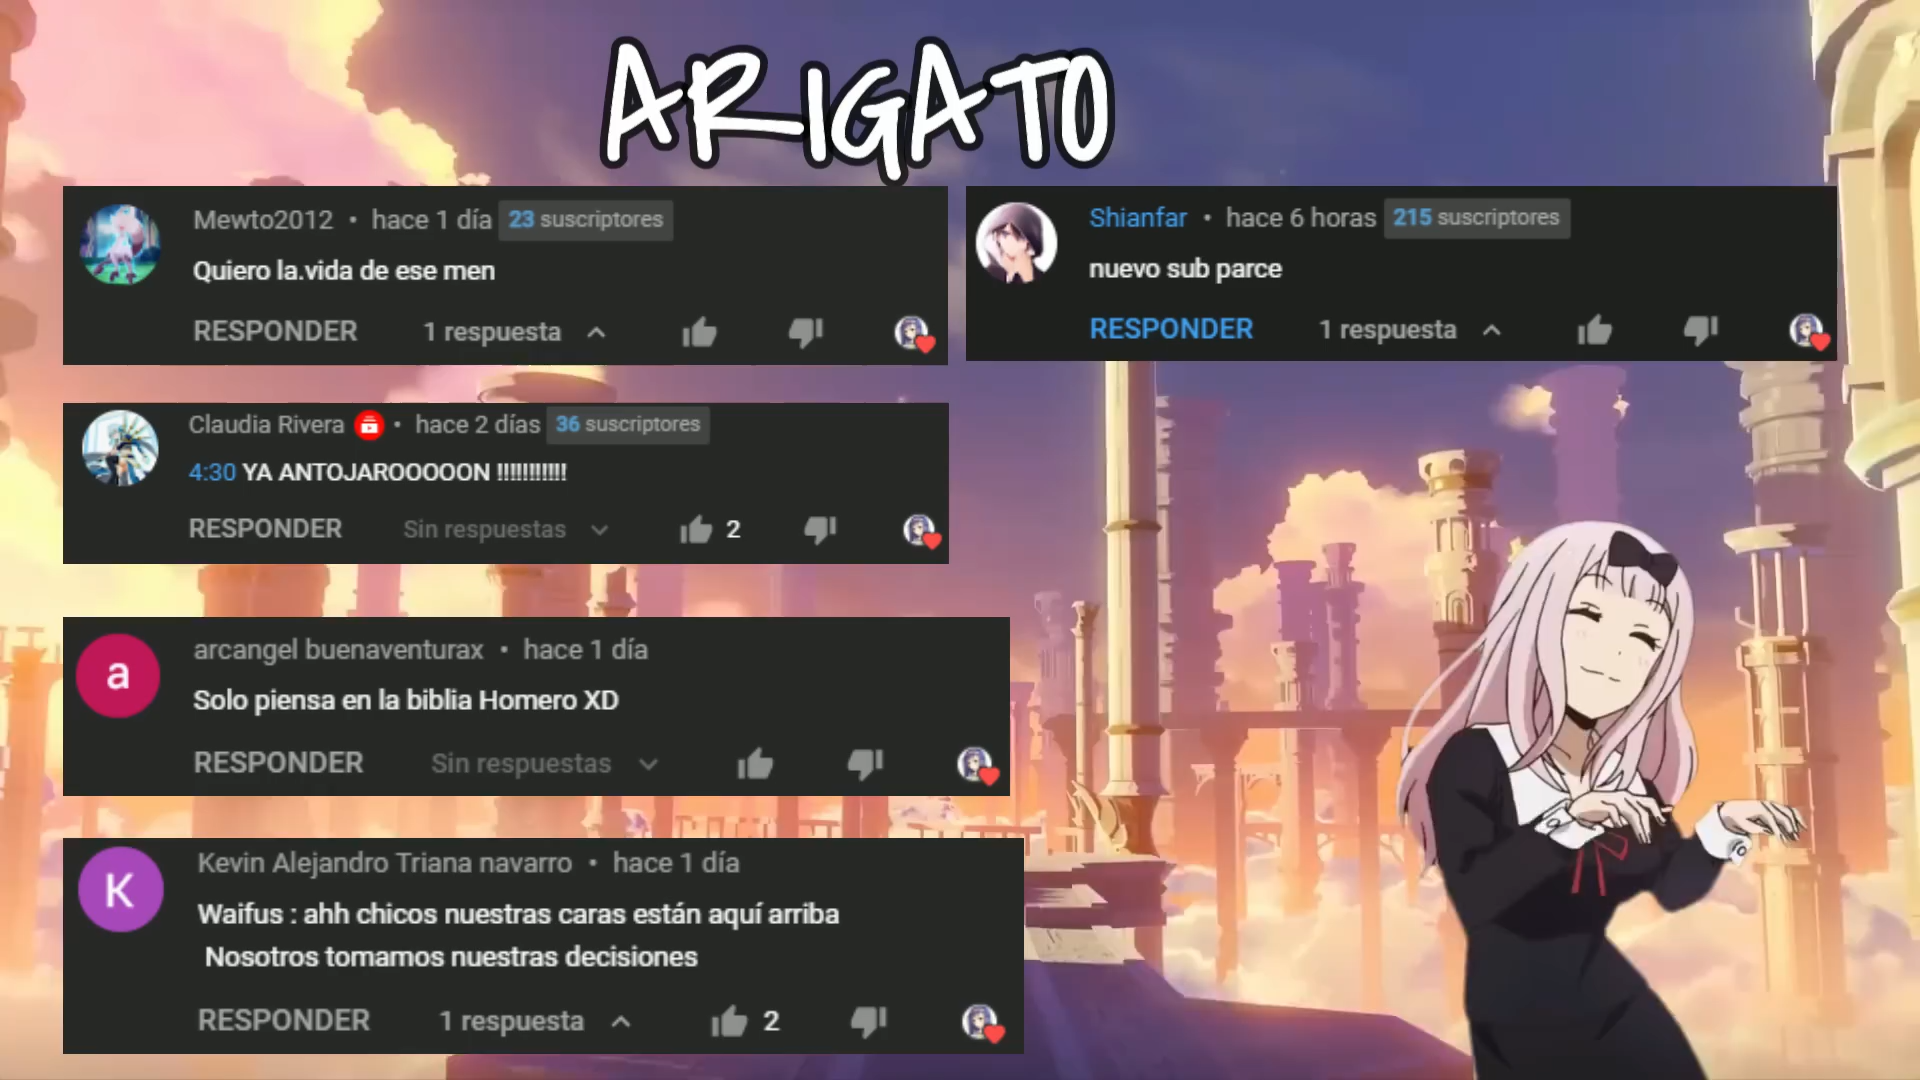 ARIGATO
Mewto2012 • hace 1 día 23 suscriptores
Quiero la.vida de ese men
RESPONDER 1 respuesta
Shianfar • hace 6 horas 215 suscriptores
nuevo sub parce
RESPONDER 1 respuesta
Claudia Rivera • hace 2 días 36 suscriptores
4:30 YA ANTOJAROOOOON !!!!!!!!!!!
RESPONDER Sin respuestas 2
a
arcangel buenaventurax • hace 1 día
Solo piensa en la biblia Homero XD
RESPONDER Sin respuestas
K
Kevin Alejandro Triana navarro • hace 1 día
Waifus : ahh chicos nuestras caras están aquí arriba
Nosotros tomamos nuestras decisiones
RESPONDER 1 respuesta 2